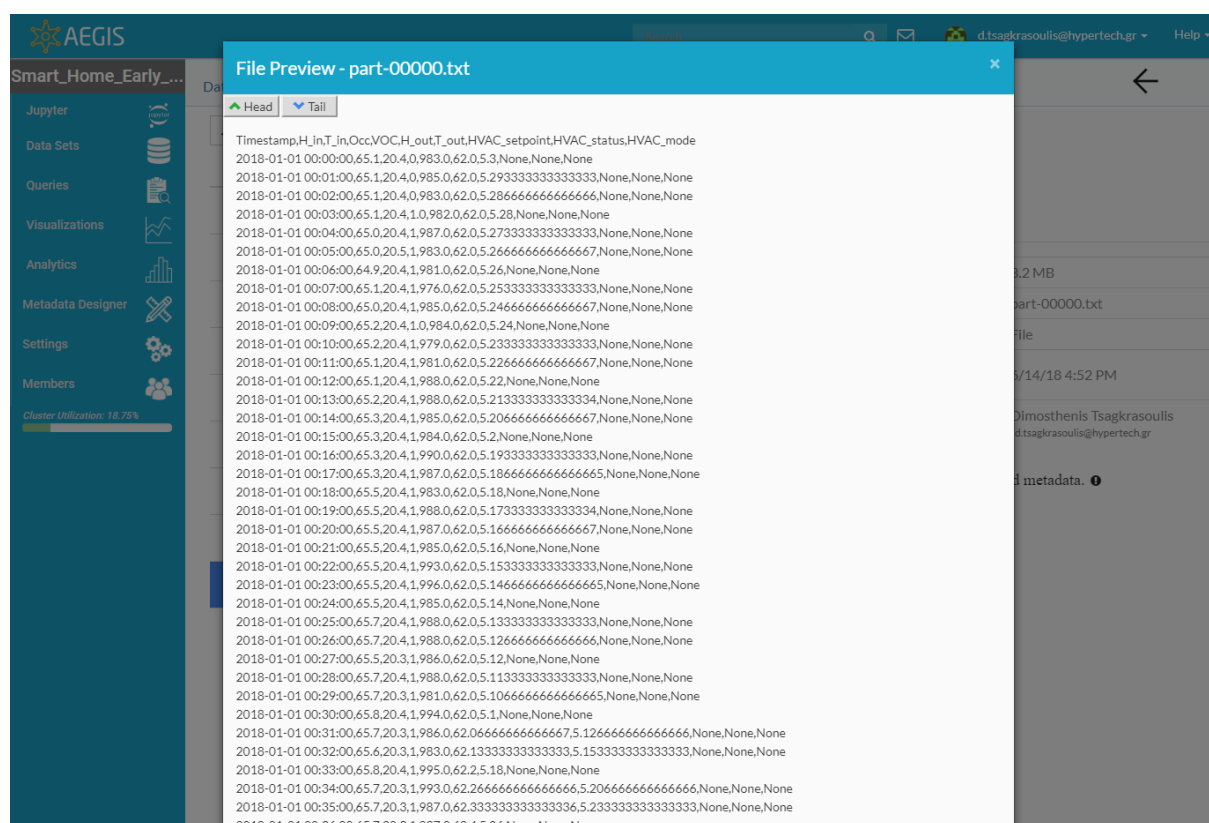 AEGIS
Search
d.tsagkrasoulis@hypertech.gr
Help
Smart_Home_Early_...
Jupyter
Data Sets
Queries
Visualizations
Analytics
Metadata Designer
Settings
Members
Cluster Utilization: 18.75%
Da
File Preview - part-00000.txt
×
Head
Tail
Timestamp,H_in,T_in,Occ,VOC,H_out,T_out,HVAC_setpoint,HVAC_status,HVAC_mode
2018-01-01 00:00:00,65.1,20.4,0,983.0,62.0,5.3,None,None,None
2018-01-01 00:01:00,65.1,20.4,0,985.0,62.0,5.293333333333333,None,None,None
2018-01-01 00:02:00,65.1,20.4,0,983.0,62.0,5.286666666666666,None,None,None
2018-01-01 00:03:00,65.1,20.4,1.0,982.0,62.0,5.28,None,None,None
2018-01-01 00:04:00,65.0,20.4,1,987.0,62.0,5.273333333333333,None,None,None
2018-01-01 00:05:00,65.0,20.5,1,983.0,62.0,5.266666666666667,None,None,None
2018-01-01 00:06:00,64.9,20.4,1,981.0,62.0,5.26,None,None,None
2018-01-01 00:07:00,65.1,20.4,1,976.0,62.0,5.253333333333333,None,None,None
2018-01-01 00:08:00,65.0,20.4,1,985.0,62.0,5.246666666666667,None,None,None
2018-01-01 00:09:00,65.2,20.4,1.0,984.0,62.0,5.24,None,None,None
2018-01-01 00:10:00,65.2,20.4,1,979.0,62.0,5.233333333333333,None,None,None
2018-01-01 00:11:00,65.1,20.4,1,981.0,62.0,5.226666666666667,None,None,None
2018-01-01 00:12:00,65.1,20.4,1,988.0,62.0,5.22,None,None,None
2018-01-01 00:13:00,65.2,20.4,1,988.0,62.0,5.213333333333334,None,None,None
2018-01-01 00:14:00,65.3,20.4,1,985.0,62.0,5.206666666666667,None,None,None
2018-01-01 00:15:00,65.3,20.4,1,984.0,62.0,5.2,None,None,None
2018-01-01 00:16:00,65.3,20.4,1,990.0,62.0,5.193333333333333,None,None,None
2018-01-01 00:17:00,65.3,20.4,1,987.0,62.0,5.1866666666666665,None,None,None
2018-01-01 00:18:00,65.5,20.4,1,983.0,62.0,5.18,None,None,None
2018-01-01 00:19:00,65.5,20.4,1,988.0,62.0,5.173333333333334,None,None,None
2018-01-01 00:20:00,65.5,20.4,1,987.0,62.0,5.166666666666667,None,None,None
2018-01-01 00:21:00,65.5,20.4,1,985.0,62.0,5.16,None,None,None
2018-01-01 00:22:00,65.5,20.4,1,993.0,62.0,5.153333333333333,None,None,None
2018-01-01 00:23:00,65.5,20.4,1,996.0,62.0,5.1466666666666665,None,None,None
2018-01-01 00:24:00,65.5,20.4,1,985.0,62.0,5.14,None,None,None
2018-01-01 00:25:00,65.7,20.4,1,988.0,62.0,5.133333333333333,None,None,None
2018-01-01 00:26:00,65.7,20.4,1,988.0,62.0,5.126666666666666,None,None,None
2018-01-01 00:27:00,65.5,20.3,1,986.0,62.0,5.12,None,None,None
2018-01-01 00:28:00,65.7,20.4,1,988.0,62.0,5.113333333333333,None,None,None
2018-01-01 00:29:00,65.7,20.3,1,981.0,62.0,5.1066666666666665,None,None,None
2018-01-01 00:30:00,65.8,20.4,1,994.0,62.0,5.1,None,None,None
2018-01-01 00:31:00,65.7,20.3,1,986.0,62.06666666666667,5.126666666666666,None,None,None
2018-01-01 00:32:00,65.6,20.3,1,983.0,62.13333333333333,5.153333333333333,None,None,None
2018-01-01 00:33:00,65.8,20.4,1,995.0,62.2,5.18,None,None,None
2018-01-01 00:34:00,65.7,20.3,1,993.0,62.266666666666666,5.206666666666666,None,None,None
2018-01-01 00:35:00,65.7,20.3,1,987.0,62.333333333333336,5.233333333333333,None,None,None
3.2 MB
part-00000.txt
File
6/14/18 4:52 PM
Dimosthenis Tsagkrasoulis
d.tsagkrasoulis@hypertech.gr
d metadata.